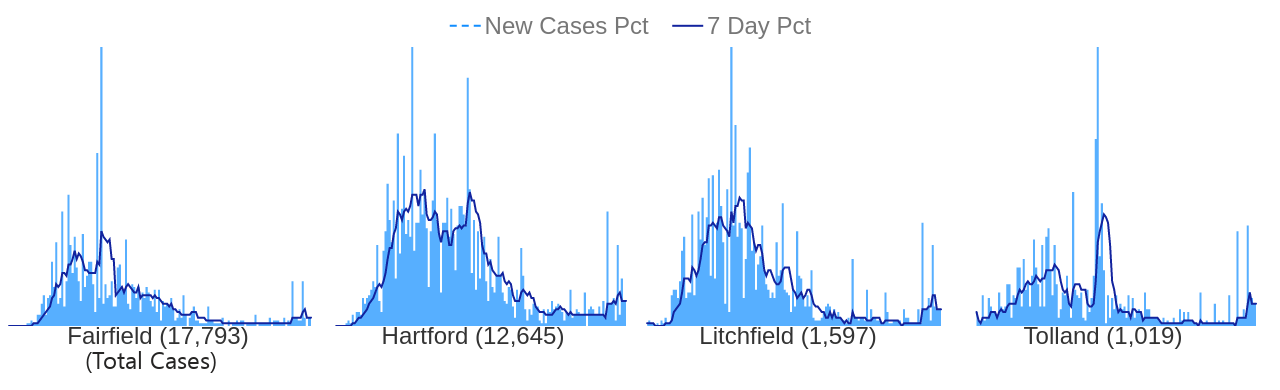 New Cases Pct 7 Day Pct
Fairfield (17,793) Hartford (12,645) Litchfield (1,597) Tolland (1,019)
(Total Cases)